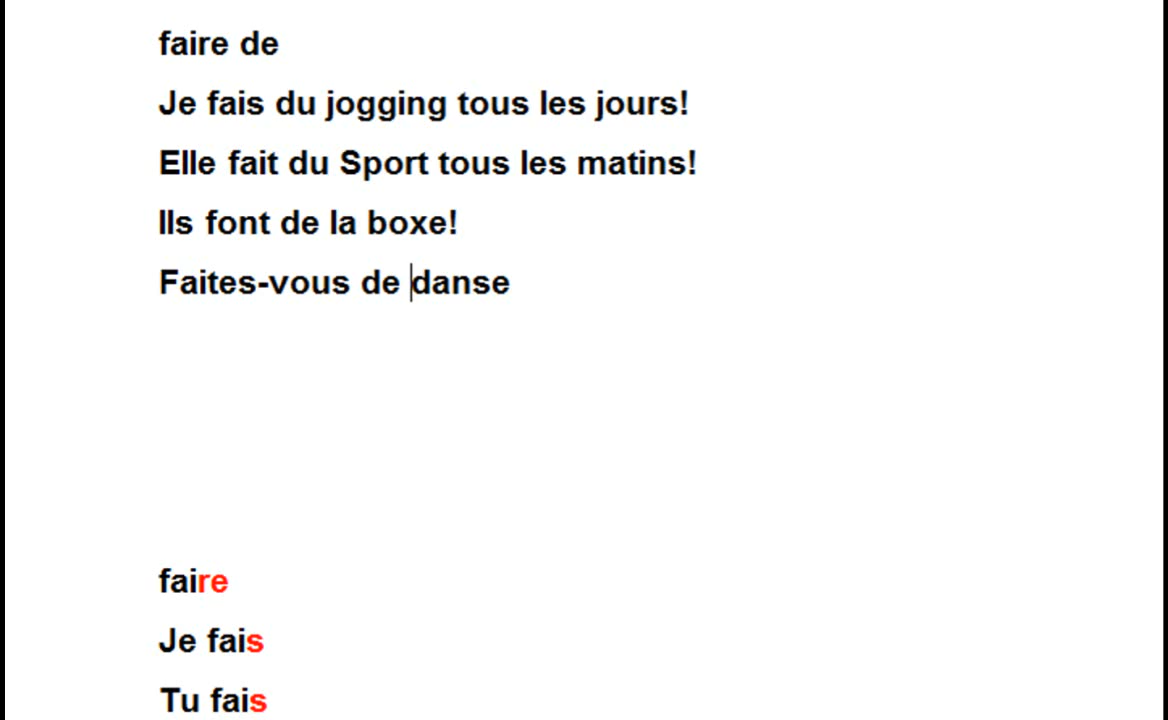 faire de
Je fais du jogging tous les jours!
Elle fait du Sport tous les matins!
Ils font de la boxe!
Faites-vous de danse
faire
Je fais
Tu fais